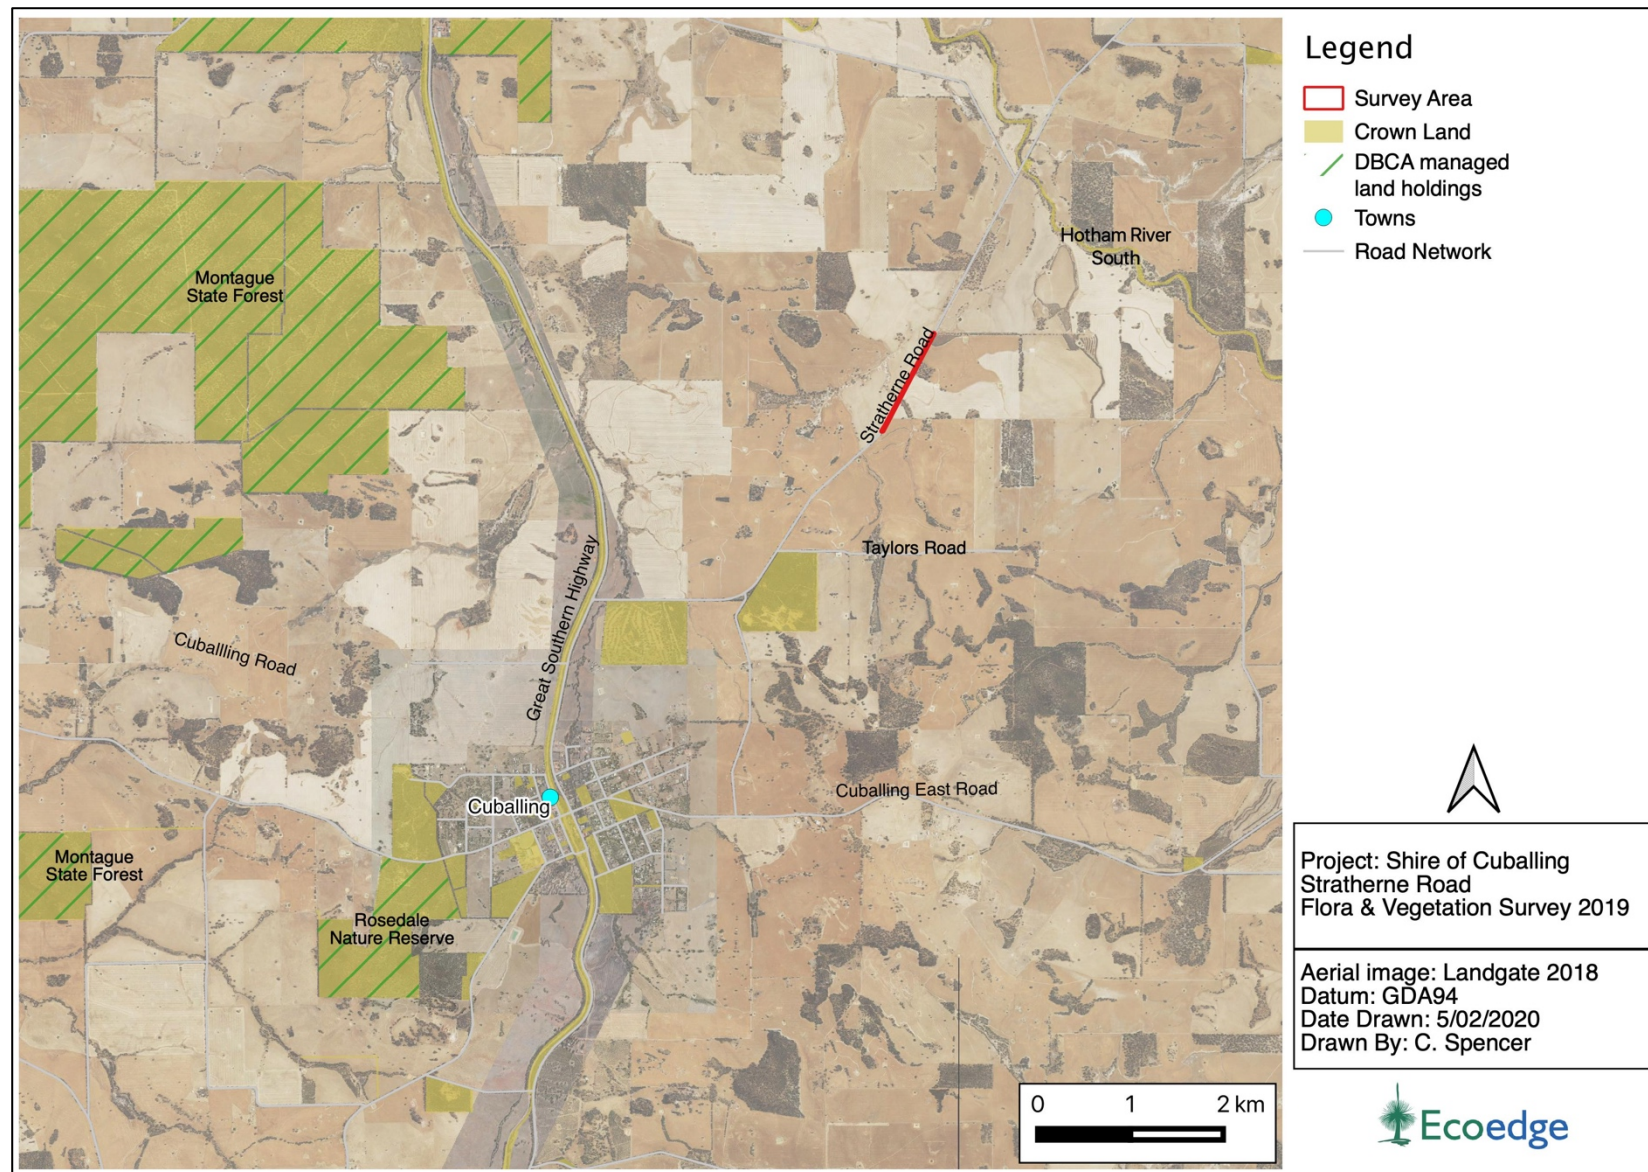 Legend
Survey Area
Crown Land
DBCA managed
land holdings
Towns
Road Network
Hotham River
South
Montague
State Forest
Stratherne Road
Taylors Road
Great Southern Highway
Cuballling Road
Cuballing East Road
Cuballing
Montague
State Forest
Rosedale
Nature Reserve
Project: Shire of Cuballing
Stratherne Road
Flora & Vegetation Survey 2019
Aerial image: Landgate 2018
Datum: GDA94
Date Drawn: 5/02/2020
Drawn By: C. Spencer
0 1 2 km
Ecoedge